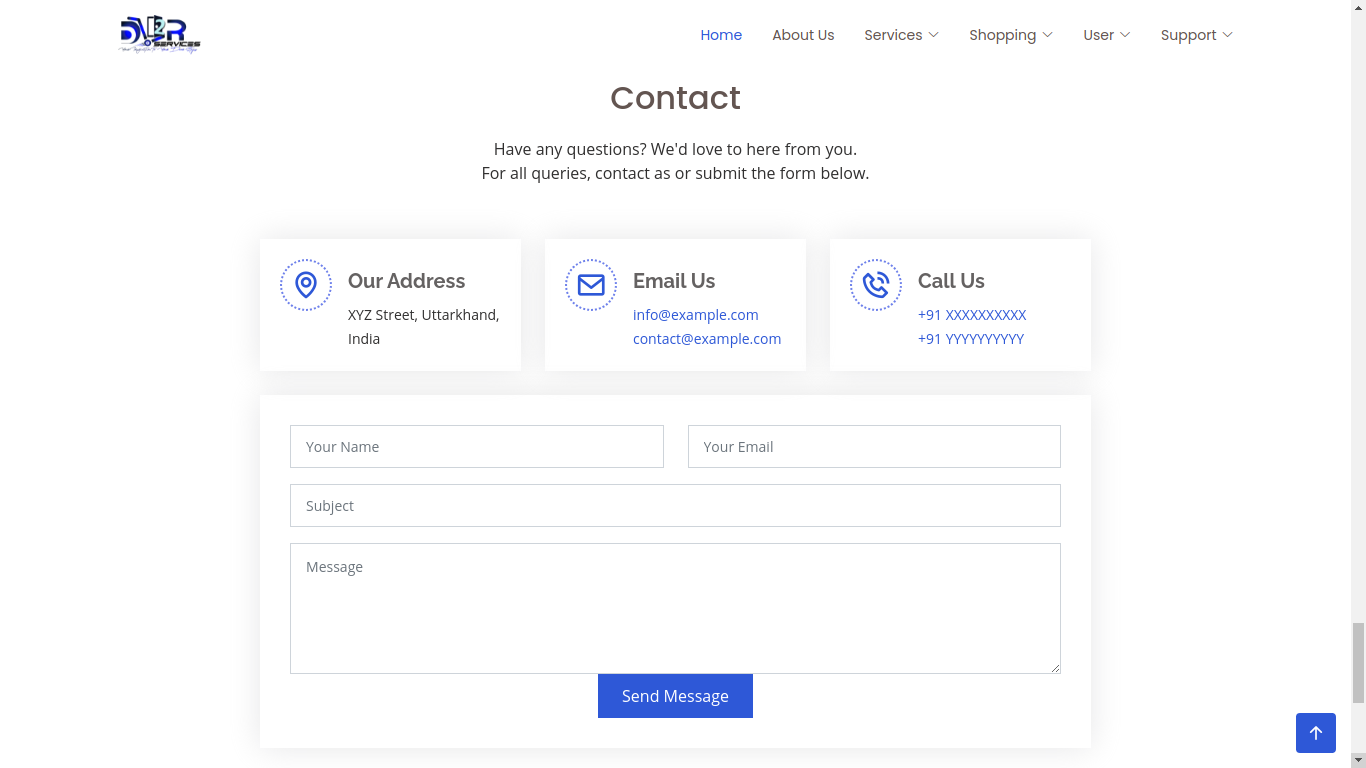 SERVICES
Home
About Us
Services
Shopping
User
Support
Contact
Have any questions? We'd love to here from you.
For all queries, contact as or submit the form below.
Our Address
XYZ Street, Uttarkhand,
India
Email Us
info@example.com
contact@example.com
Call Us
+91 XXXXXXXXXX
+91 YYYYYYYYYY
Your Name
Your Email
Subject
Message
Send Message